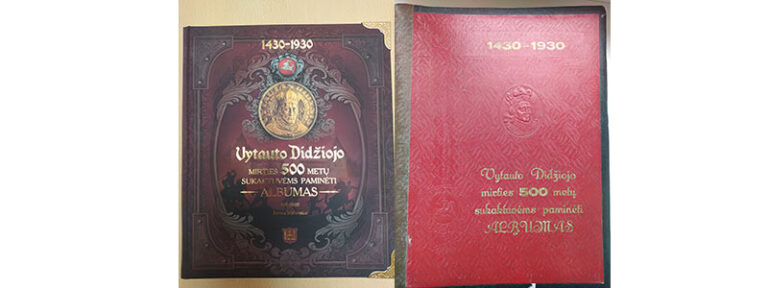 1430-1930
Vytauto Didžiojo
MIRTIES 500 METŲ
SUKAKTUVĖMS PAMINĖTI
ALBUMAS
1430-1930
Vytauto Didžiojo
mirties 500 metų
sukaktuvėms paminėti
ALBUMAS